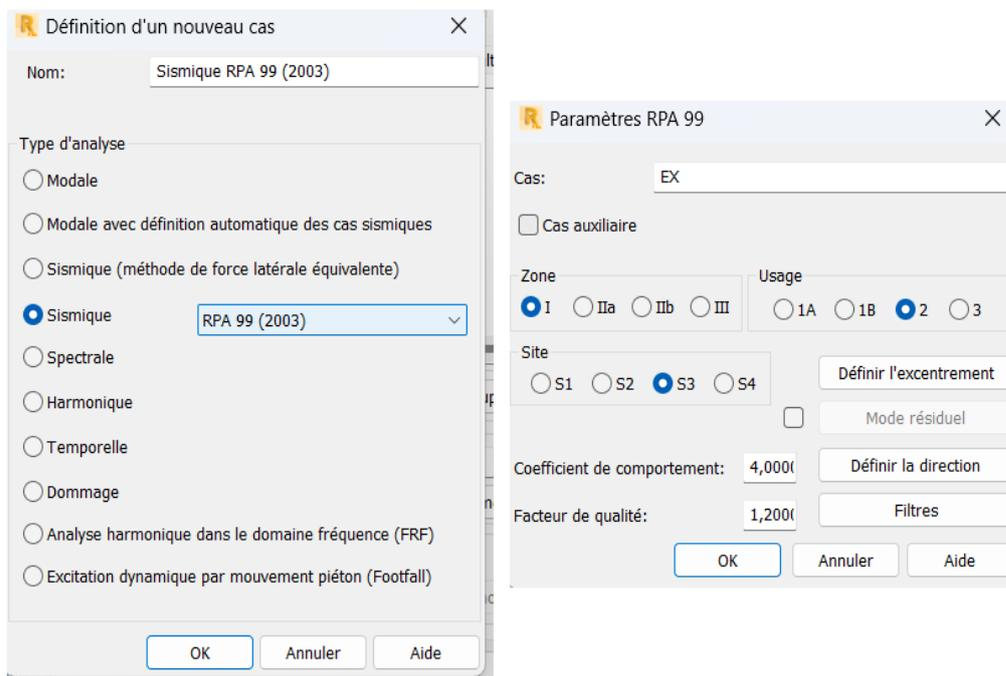 Définition d'un nouveau cas
Nom: Sismique RPA 99 (2003)
Type d'analyse
Modale
Modale avec définition automatique des cas sismiques
Sismique (méthode de force latérale équivalente)
Sismique RPA 99 (2003)
Spectrale
Harmonique
Temporelle
Dommage
Analyse harmonique dans le domaine fréquence (FRF)
Excitation dynamique par mouvement piéton (Footfall)
OK Annuler Aide
Paramètres RPA 99
Cas: EX
Cas auxiliaire
Zone
I IIa IIb III
Usage
1A 1B 2 3
Site
S1 S2 S3 S4
Définir l'excentrement
Mode résiduel
Coefficient de comportement: 4,000
Définir la direction
Facteur de qualité: 1,200
Filtres
OK Annuler Aide